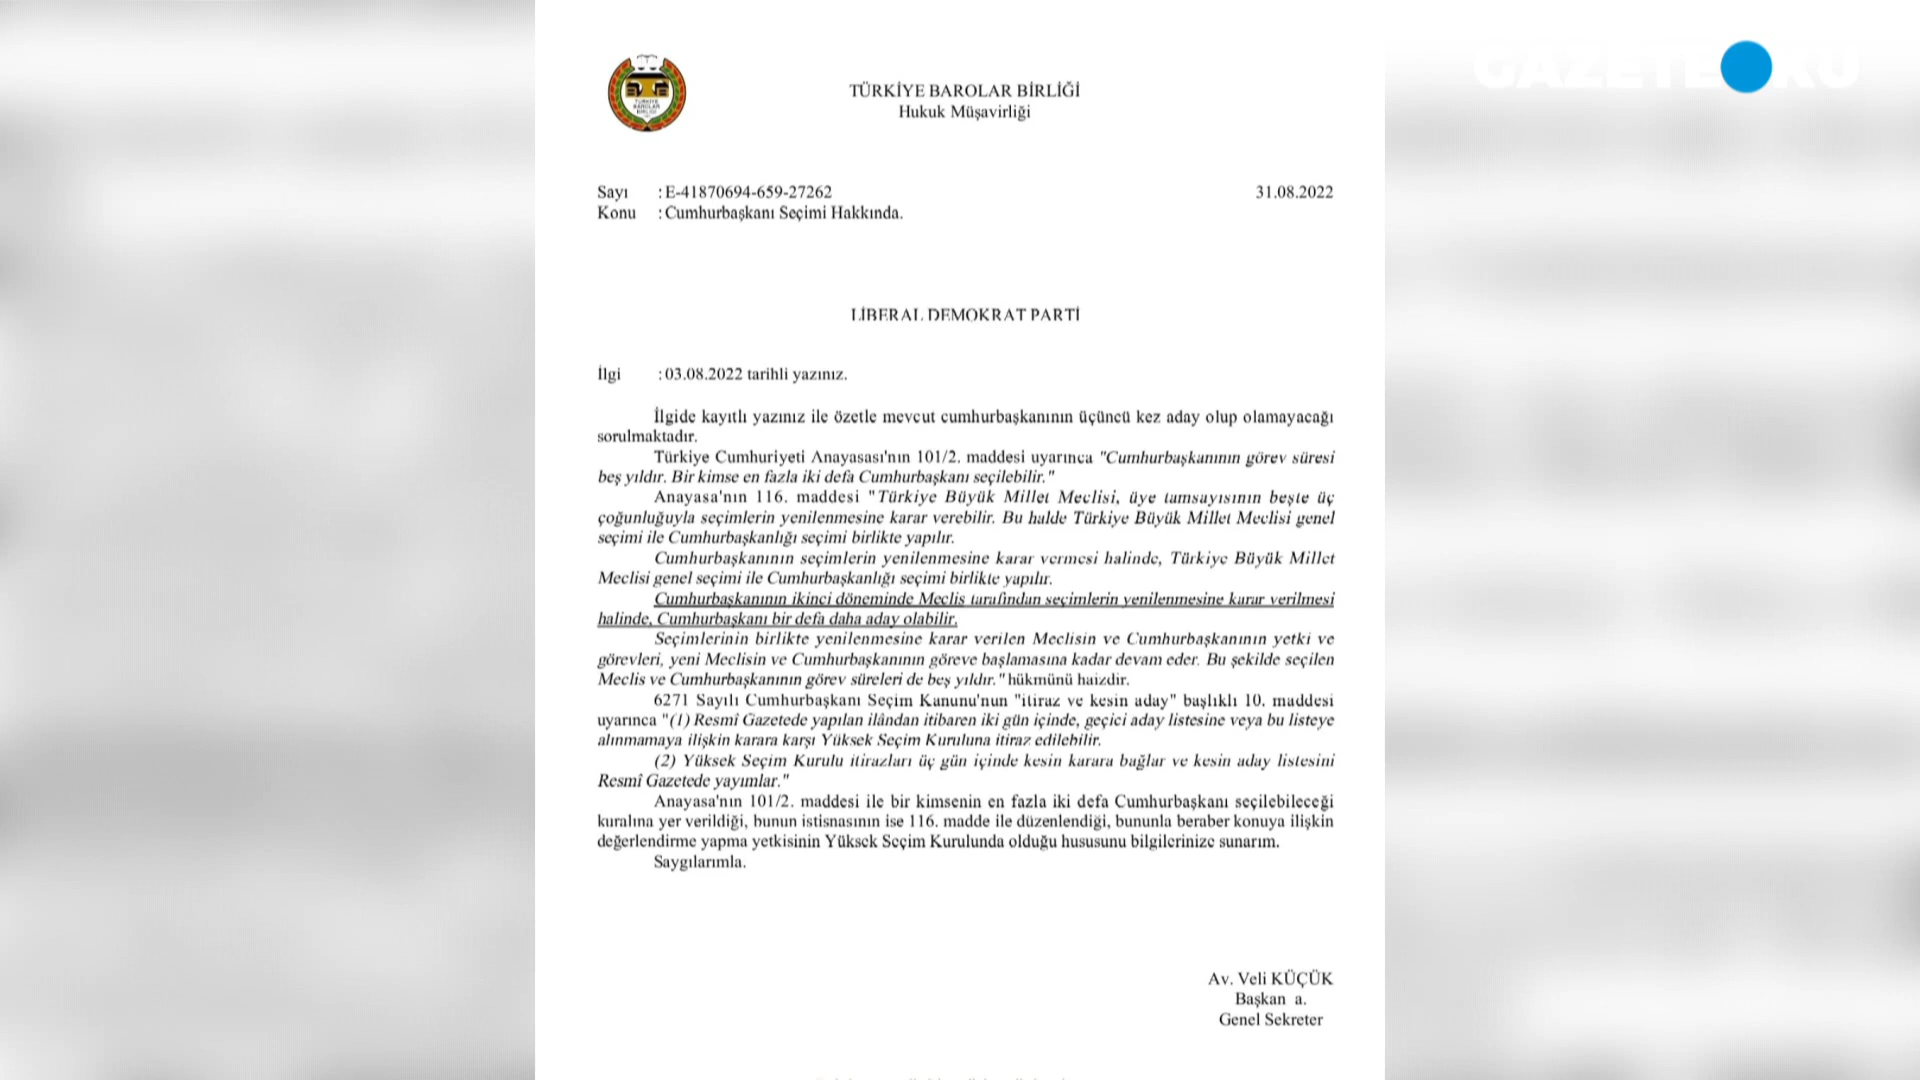 GAZETE KU
TÜRKİYE
BAROLAR
BİRLİĞİ
TÜRKİYE BAROLAR BİRLİĞİ
Hukuk Müşavirliği
Sayı : E-41870694-659-27262 31.08.2022
Konu : Cumhurbaşkanı Seçimi Hakkında.
LİBERAL DEMOKRAT PARTİ
İlgi : 03.08.2022 tarihli yazınız.
İlgide kayıtlı yazınız ile özetle mevcut cumhurbaşkanının üçüncü kez aday olup olamayacağı
sorulmaktadır.
Türkiye Cumhuriyeti Anayasası'nın 101/2. maddesi uyarınca "Cumhurbaşkanının görev süresi
beş yıldır. Bir kimse en fazla iki defa Cumhurbaşkanı seçilebilir."
Anayasa'nın 116. maddesi "Türkiye Büyük Millet Meclisi, üye tamsayısının beşte üç
çoğunluğuyla seçimlerin yenilenmesine karar verebilir. Bu halde Türkiye Büyük Millet Meclisi genel
seçimi ile Cumhurbaşkanlığı seçimi birlikte yapılır.
Cumhurbaşkanının seçimlerin yenilenmesine karar vermesi halinde, Türkiye Büyük Millet
Meclisi genel seçimi ile Cumhurbaşkanlığı seçimi birlikte yapılır.
Cumhurbaşkanının ikinci döneminde Meclis tarafından seçimlerin yenilenmesine karar verilmesi
halinde, Cumhurbaşkanı bir defa daha aday olabilir.
Seçimlerinin birlikte yenilenmesine karar verilen Meclisin ve Cumhurbaşkanının yetki ve
görevleri, yeni Meclisin ve Cumhurbaşkanının göreve başlamasına kadar devam eder. Bu şekilde seçilen
Meclis ve Cumhurbaşkanının görev süreleri de beş yıldır." hükmünü haizdir.
6271 Sayılı Cumhurbaşkanı Seçim Kanunu'nun "itiraz ve kesin aday" başlıklı 10. maddesi
uyarınca "(1) Resmî Gazetede yapılan ilândan itibaren iki gün içinde, geçici aday listesine veya bu listeye
alınmamaya ilişkin karara karşı Yüksek Seçim Kuruluna itiraz edilebilir.
(2) Yüksek Seçim Kurulu itirazları üç gün içinde kesin karara bağlar ve kesin aday listesini
Resmî Gazetede yayımlar."
Anayasa'nın 101/2. maddesi ile bir kimsenin en fazla iki defa Cumhurbaşkanı seçilebileceği
kuralına yer verildiği, bunun istisnasının ise 116. madde ile düzenlendiği, bununla beraber konuya ilişkin
değerlendirme yapma yetkisinin Yüksek Seçim Kurulunda olduğu hususunu bilgilerinize sunarım.
Saygılarımla.
Av. Veli KÜÇÜK
Başkan a.
Genel Sekreter